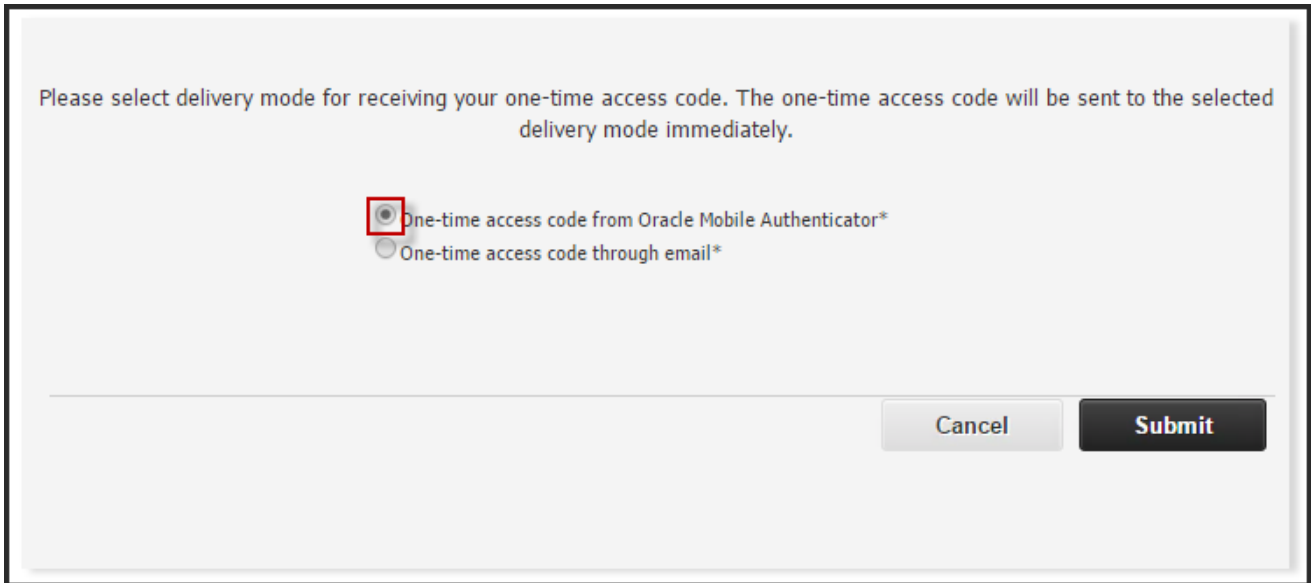 Please select delivery mode for receiving your one-time access code. The one-time access code will be sent to the selected
delivery mode immediately.
One-time access code from Oracle Mobile Authenticator*
One-time access code through email*
Cancel Submit